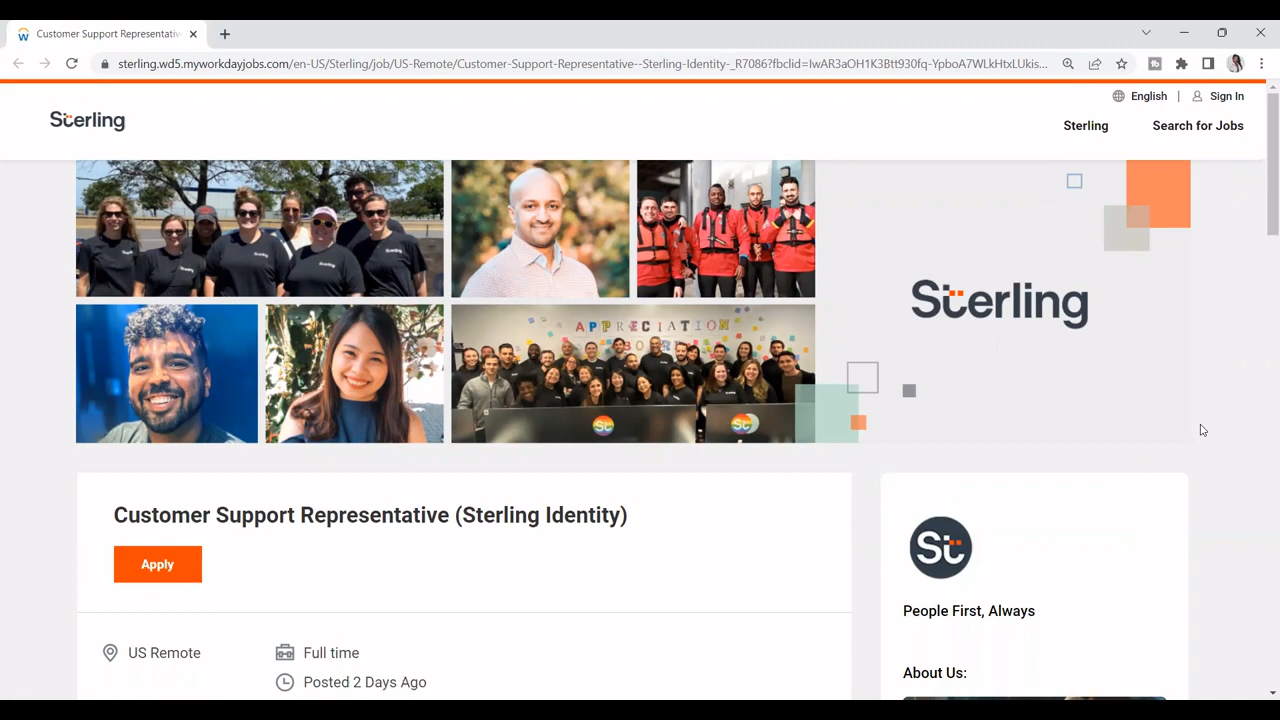 Customer Support Representativ
sterling.wd5.myworkdayjobs.com/en-US/Sterling/job/US-Remote/Customer-Support-Representative--Sterling-Identity-_R7086?fbclid=IwAR3aOH1K3Btt930fq-YpboA7WLkHtxLUkis...
English | Sign In
Sterling
Sterling
Search for Jobs
APPRECIATION
Sterling
Customer Support Representative (Sterling Identity)
Apply
St
People First, Always
US Remote
Full time
Posted 2 Days Ago
About Us: